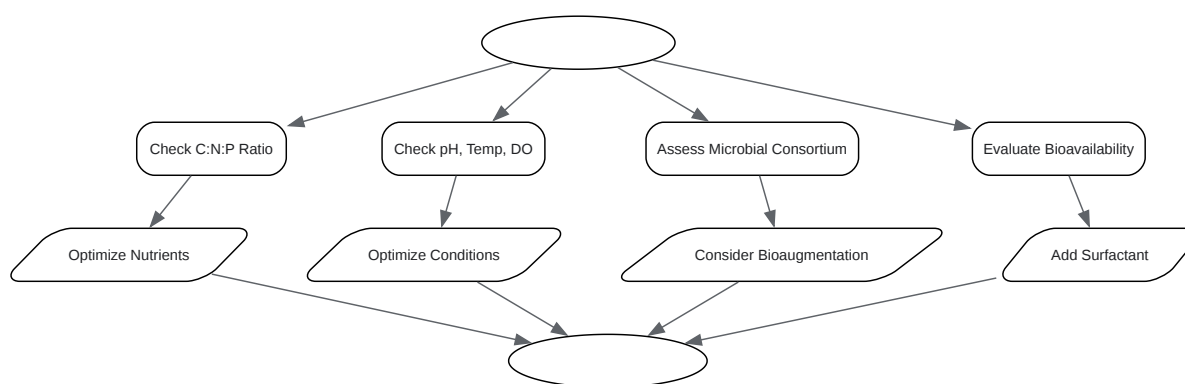 Check C:N:P Ratio
Check pH, Temp, DO
Assess Microbial Consortium
Evaluate Bioavailability
Optimize Nutrients
Optimize Conditions
Consider Bioaugmentation
Add Surfactant